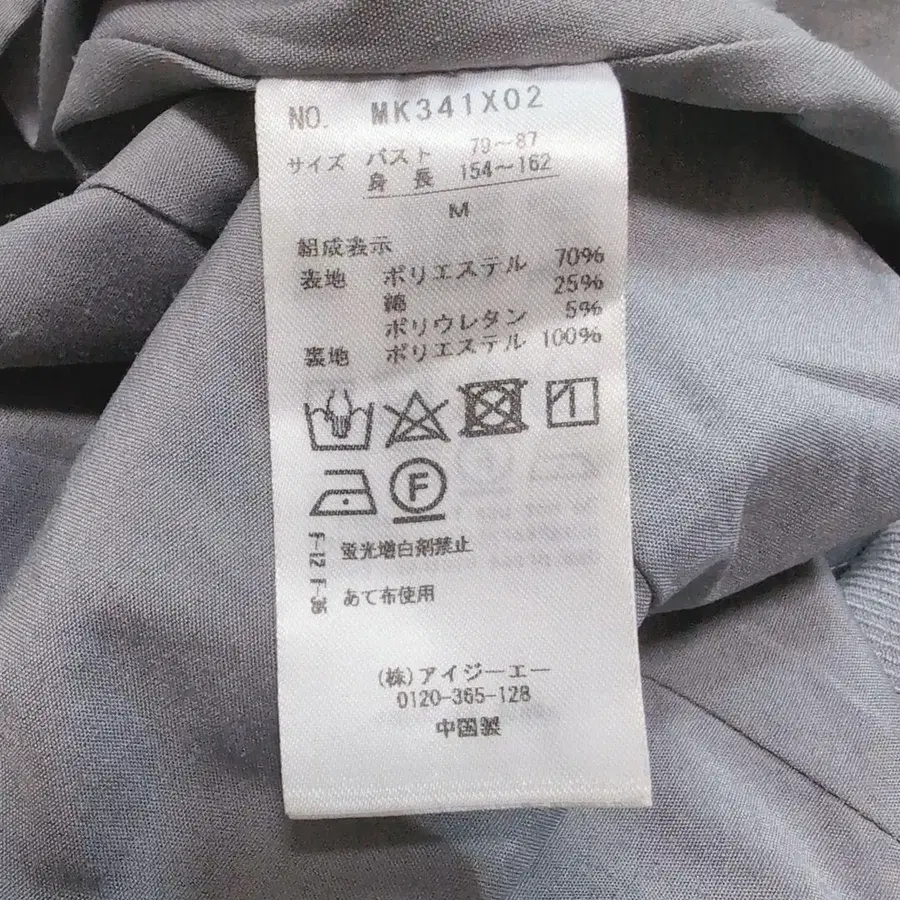 NO. MK341X02
サイズ バスト 79～87
身長 154～162
M
組成表示
表地 ポリエステル 70%
綿 25%
ポリウレタン 5%
裏地 ポリエステル 100%
F
蛍光増白剤禁止
あて布使用
(株)アイジーエー
0120-365-128
中国製